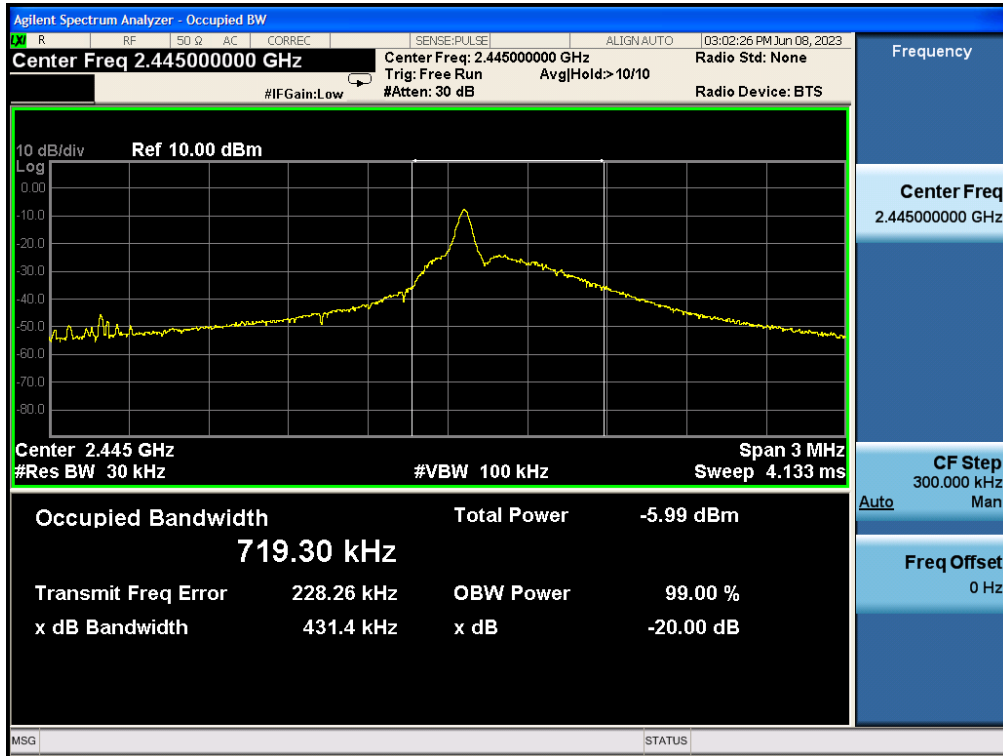 Agilent Spectrum Analyzer - Occupied BW
LXI R RF 50 Ω AC CORREC SENSE:PULSE ALIGN AUTO 03:02:26 PM Jun 08, 2023
Center Freq 2.445000000 GHz
Center Freq: 2.445000000 GHz
Radio Std: None
Trig: Free Run Avg|Hold:> 10/10
#IFGain:Low
#Atten: 30 dB
Radio Device: BTS
10 dB/div Ref 10.00 dBm
Log
0.00
-10.0
-20.0
-30.0
-40.0
-50.0
-60.0
-70.0
-80.0
Center 2.445 GHz Span 3 MHz
#Res BW 30 kHz #VBW 100 kHz Sweep 4.133 ms
Occupied Bandwidth Total Power -5.99 dBm
719.30 kHz
Transmit Freq Error 228.26 kHz OBW Power 99.00 %
x dB Bandwidth 431.4 kHz x dB -20.00 dB
MSG STATUS
Frequency
Center Freq
2.445000000 GHz
CF Step
300.000 kHz
Auto Man
Freq Offset
0 Hz